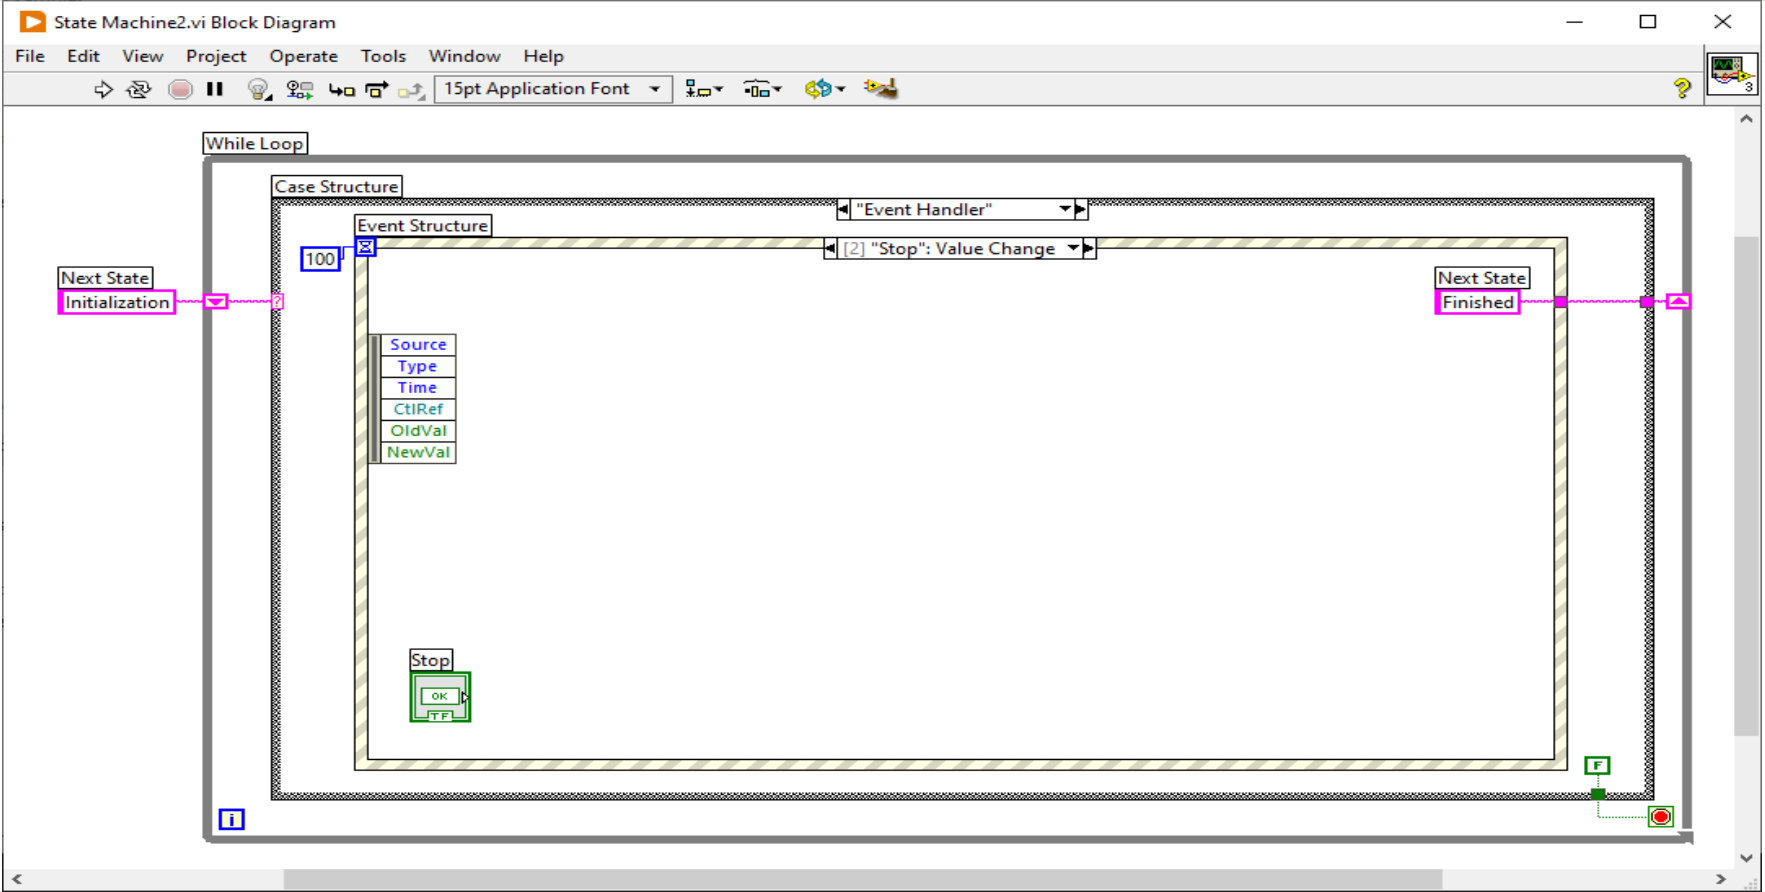 State Machine2.vi Block Diagram
File Edit View Project Operate Tools Window Help
15pt Application Font
?
3
While Loop
Case Structure
"Event Handler"
Event Structure
[2] "Stop": Value Change
100
Next State
Initialization
?
Next State
Finished
Source
Type
Time
CtlRef
OldVal
NewVal
Stop
OK
TF
F
i